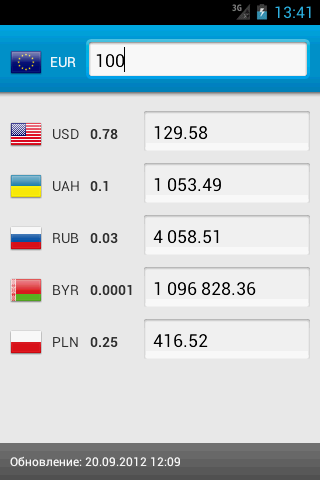 3G 13:41
EUR 100
USD 0.78 129.58
UAH 0.1 1 053.49
RUB 0.03 4 058.51
BYR 0.0001 1 096 828.36
PLN 0.25 416.52
Обновление: 20.09.2012 12:09